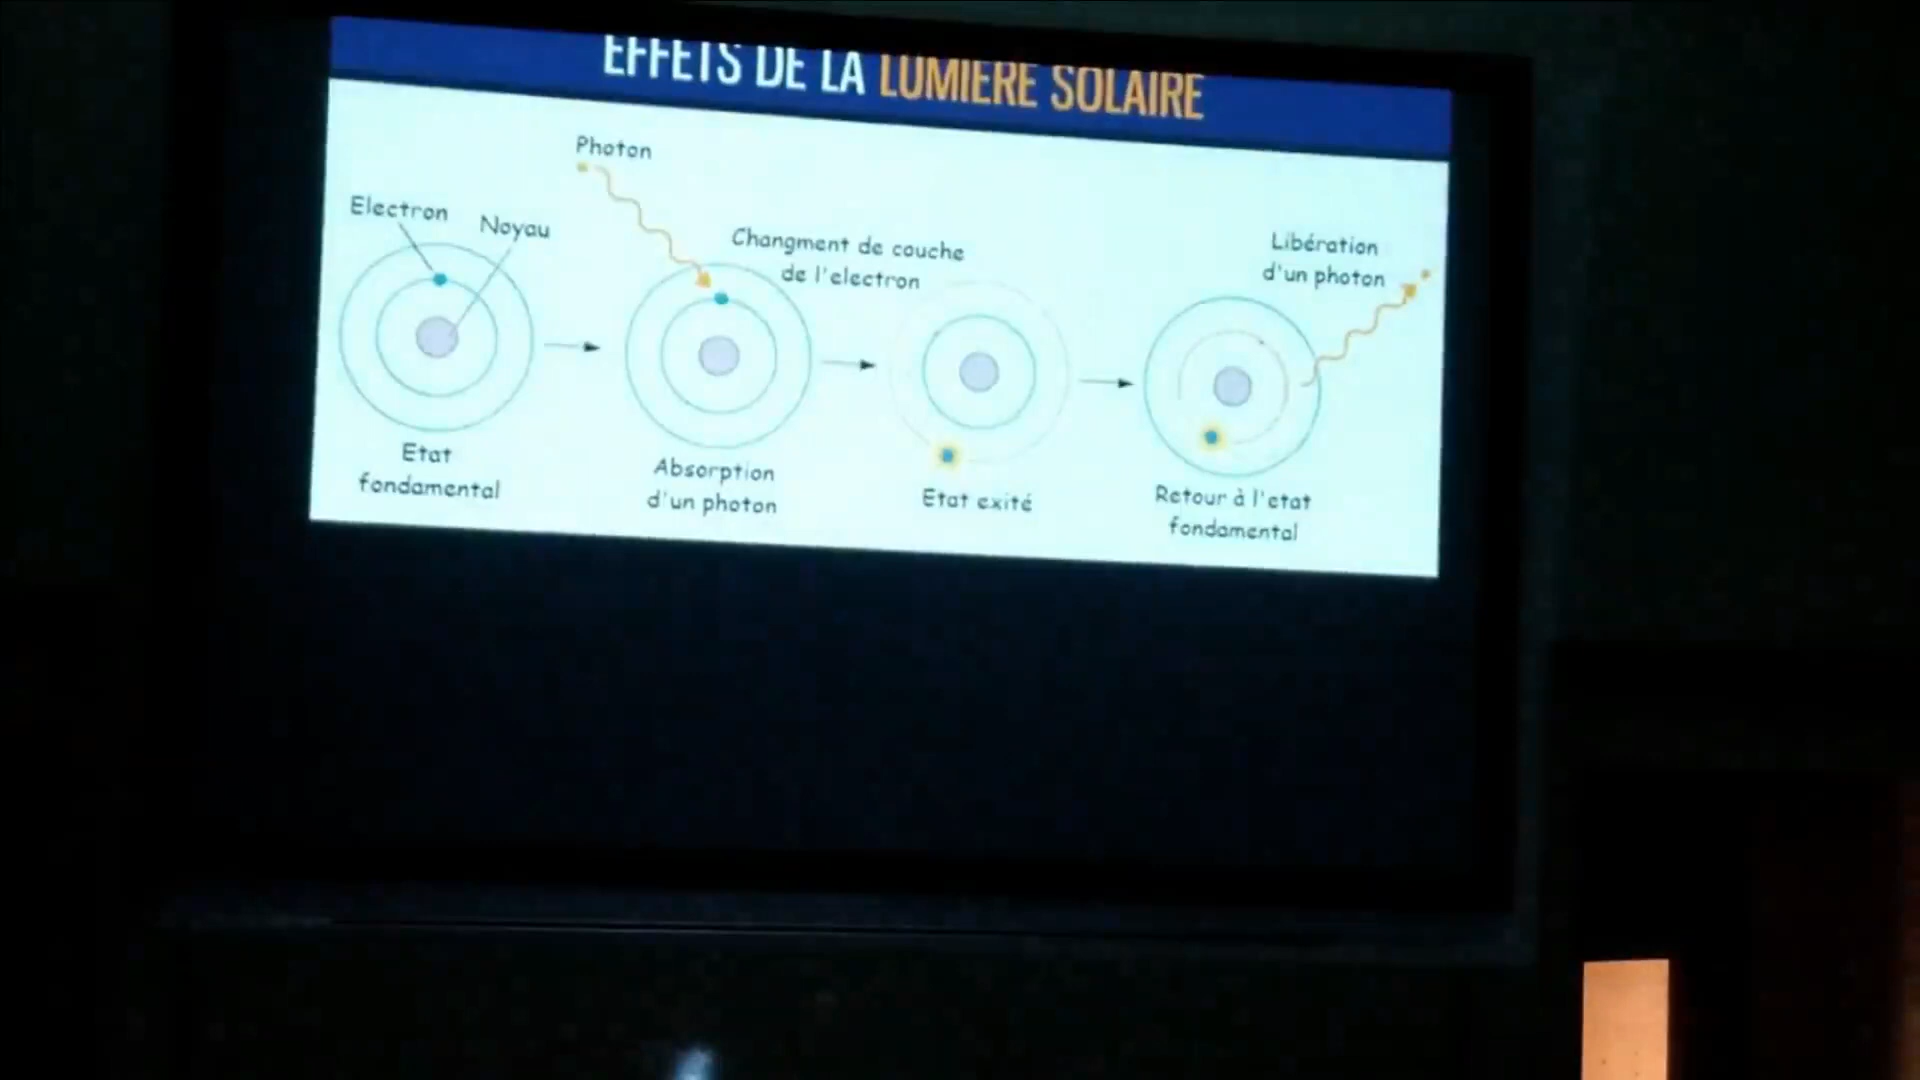 EFFETS DE LA LUMIERE SOLAIRE
Photon
Electron
Noyau
Changment de couche
de l'electron
Libération
d'un photon
Etat
fondamental
Absorption
d'un photon
Etat exité
Retour à l'etat
fondamental